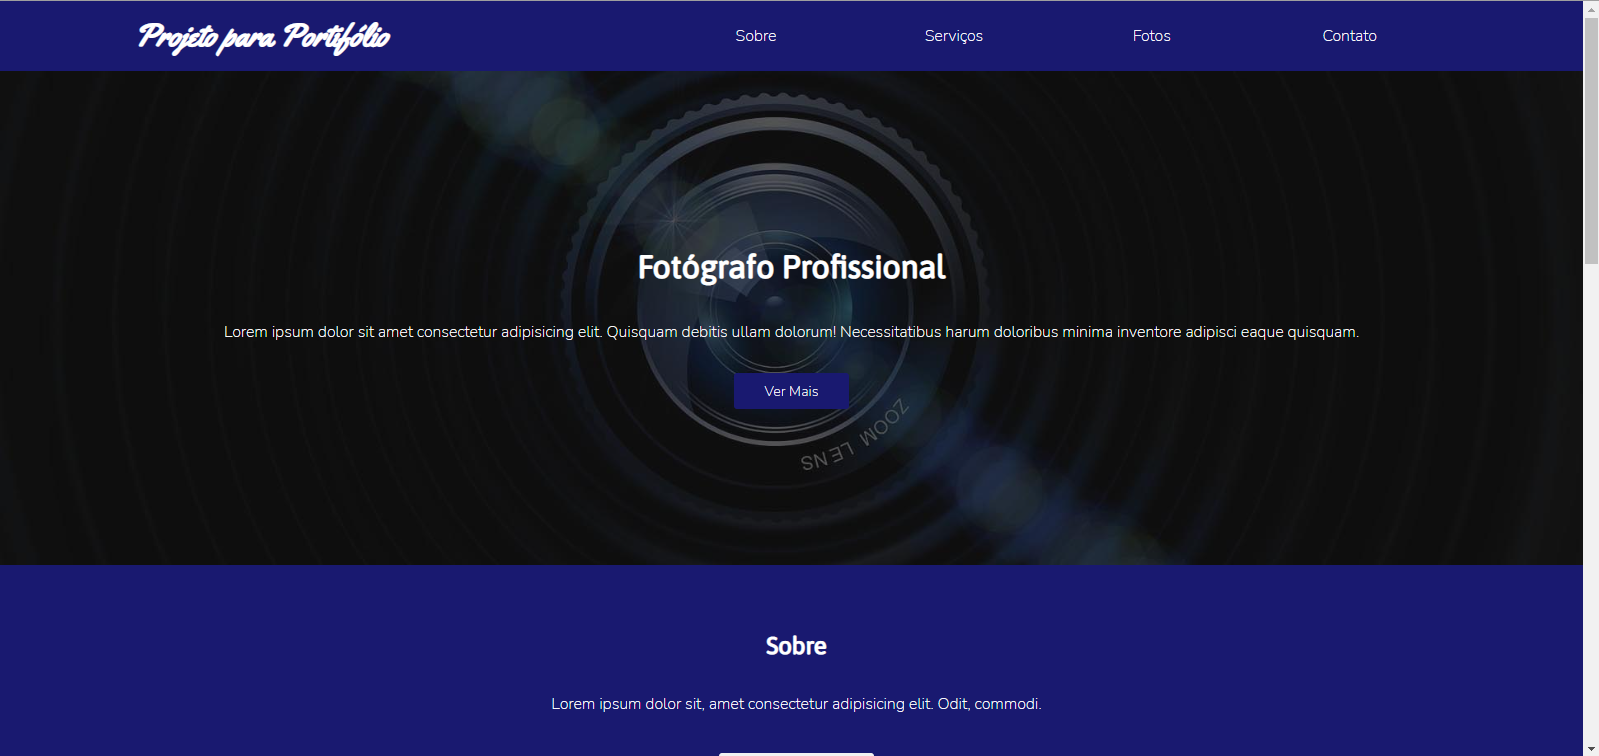 Projeto para Portifólio
Sobre
Serviços
Fotos
Contato
Fotógrafo Profissional
Lorem ipsum dolor sit amet consectetur adipisicing elit. Quisquam debitis ullam dolorum! Necessitatibus harum doloribus minima inventore adipisci eaque quisquam.
Ver Mais
ZOOM LENS
Sobre
Lorem ipsum dolor sit, amet consectetur adipisicing elit. Odit, commodi.